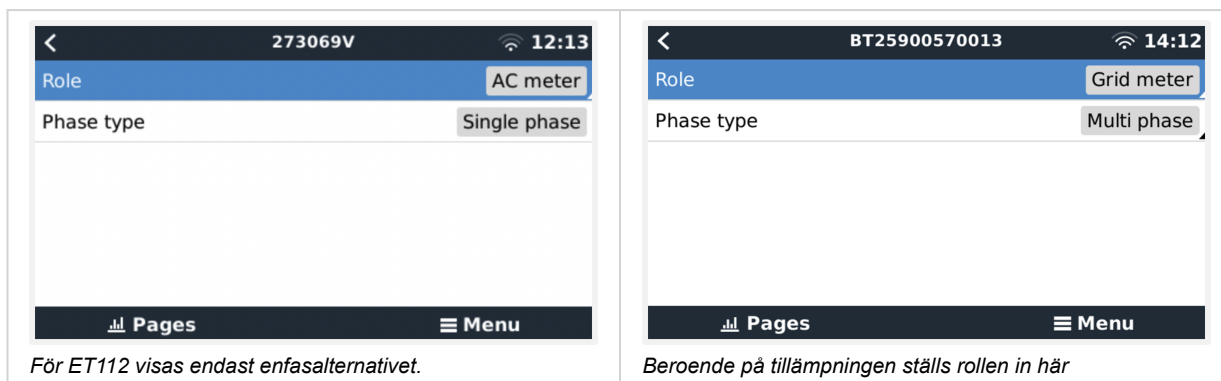 273069V 12:13
Role AC meter
Phase type Single phase
Pages Menu
För ET112 visas endast enfasalternativet.
BT25900570013 14:12
Role Grid meter
Phase type Multi phase
Pages Menu
Beroende på tillämpningen ställs rollen in här